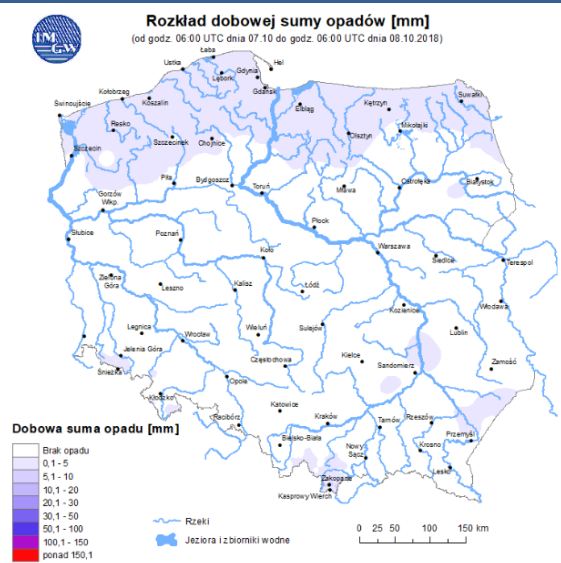 IM
GW
Rozkład dobowej sumy opadów [mm]
(od godz. 06:00 UTC dnia 07.10 do godz. 06:00 UTC dnia 08.10.2018)
Łeba
Ustka
Hel
Gdynia
Lębork
Gdańsk
Kołobrzeg
Koszalin
Świnoujście
Elbląg
Kętrzyn
Suwałki
Resko
Szczecinek
Chojnice
Olsztyn
Mikołajki
Szczecin
Piła
Bydgoszcz
Toruń
Mława
Ostrołęka
Białystok
Gorzów
Wlkp.
Płock
Słubice
Poznań
Koło
Warszawa
Siedlce
Terespol
Zielona
Góra
Leszno
Kalisz
Łódź
Kozienice
Włodawa
Legnica
Wrocław
Wieluń
Sulejów
Lublin
Jelenia Góra
Śnieżka
Częstochowa
Kielce
Sandomierz
Zamość
Kłodzko
Opole
Racibórz
Katowice
Kraków
Tarnów
Rzeszów
Przemyśl
Bielsko-Biała
Nowy
Sącz
Krosno
Lesko
Zakopane
Kasprowy Wierch
Dobowa suma opadu [mm]
Brak opadu
0,1 - 5
5,1 - 10
10,1 - 20
20,1 - 30
30,1 - 50
50,1 - 100
100,1 - 150
ponad 150,1
Rzeki
Jeziora i zbiorniki wodne
0 25 50 100 150 km